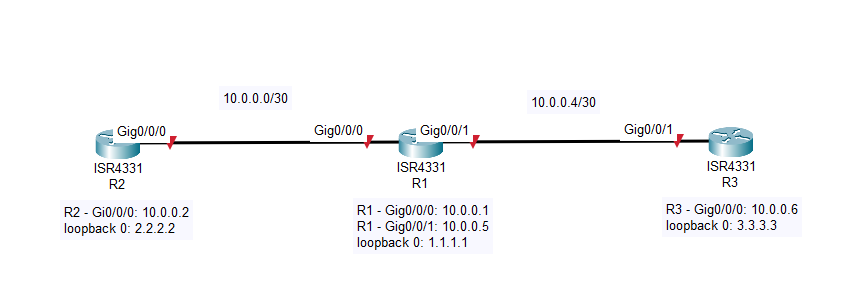 10.0.0.0/30
10.0.0.4/30
Gig0/0/0
Gig0/0/0
Gig0/0/1
Gig0/0/1
ISR4331
R2
ISR4331
R1
ISR4331
R3
R2 - Gi0/0/0: 10.0.0.2
loopback 0: 2.2.2.2
R1 - Gig0/0/0: 10.0.0.1
R1 - Gig0/0/1: 10.0.0.5
loopback 0: 1.1.1.1
R3 - Gig0/0/0: 10.0.0.6
loopback 0: 3.3.3.3